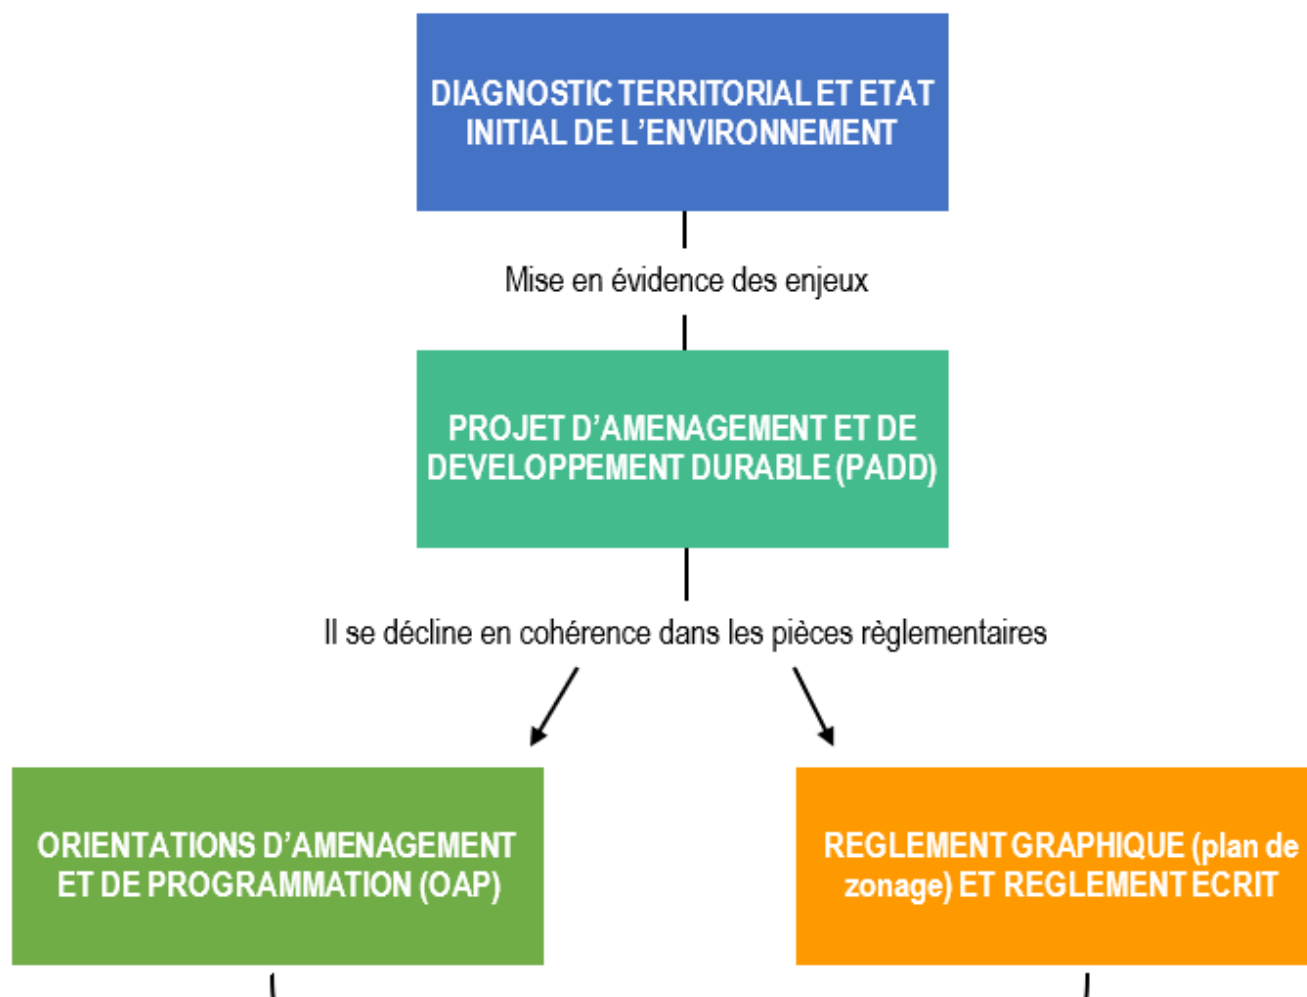 DIAGNOSTIC TERRITORIAL ET ETAT
INITIAL DE L’ENVIRONNEMENT
Mise en évidence des enjeux
PROJET D’AMENAGEMENT ET DE
DEVELOPPEMENT DURABLE (PADD)
Il se décline en cohérence dans les pièces règlementaires
ORIENTATIONS D’AMENAGEMENT
ET DE PROGRAMMATION (OAP)
REGLEMENT GRAPHIQUE (plan de
zonage) ET REGLEMENT ECRIT